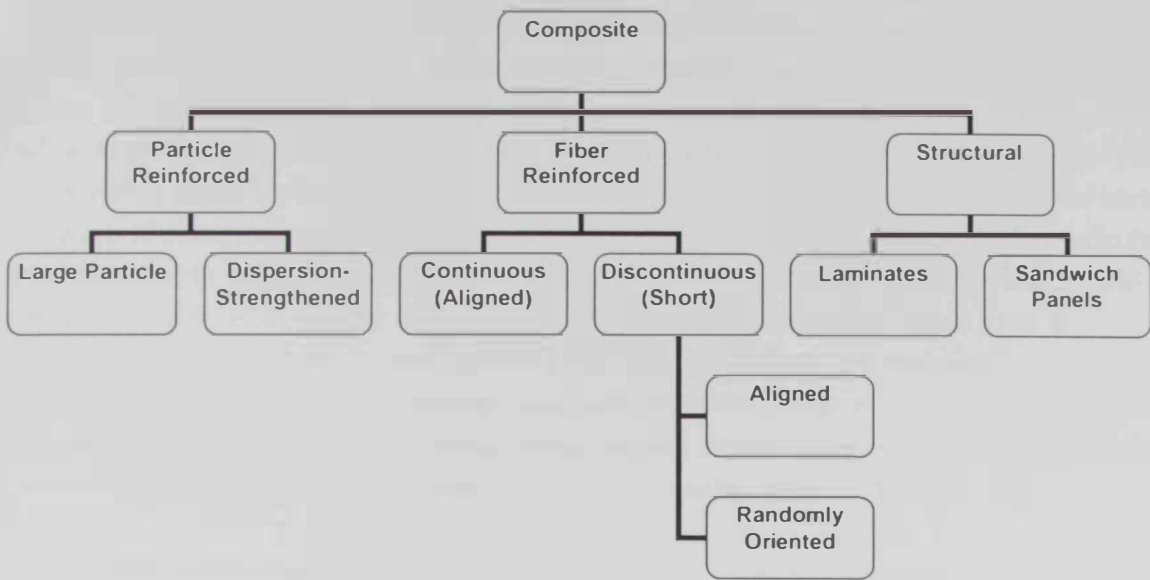 Composite
Particle
Reinforced
Fiber
Reinforced
Structural
Large Particle
Dispersion-
Strengthened
Continuous
(Aligned)
Discontinuous
(Short)
Laminates
Sandwich
Panels
Aligned
Randomly
Oriented